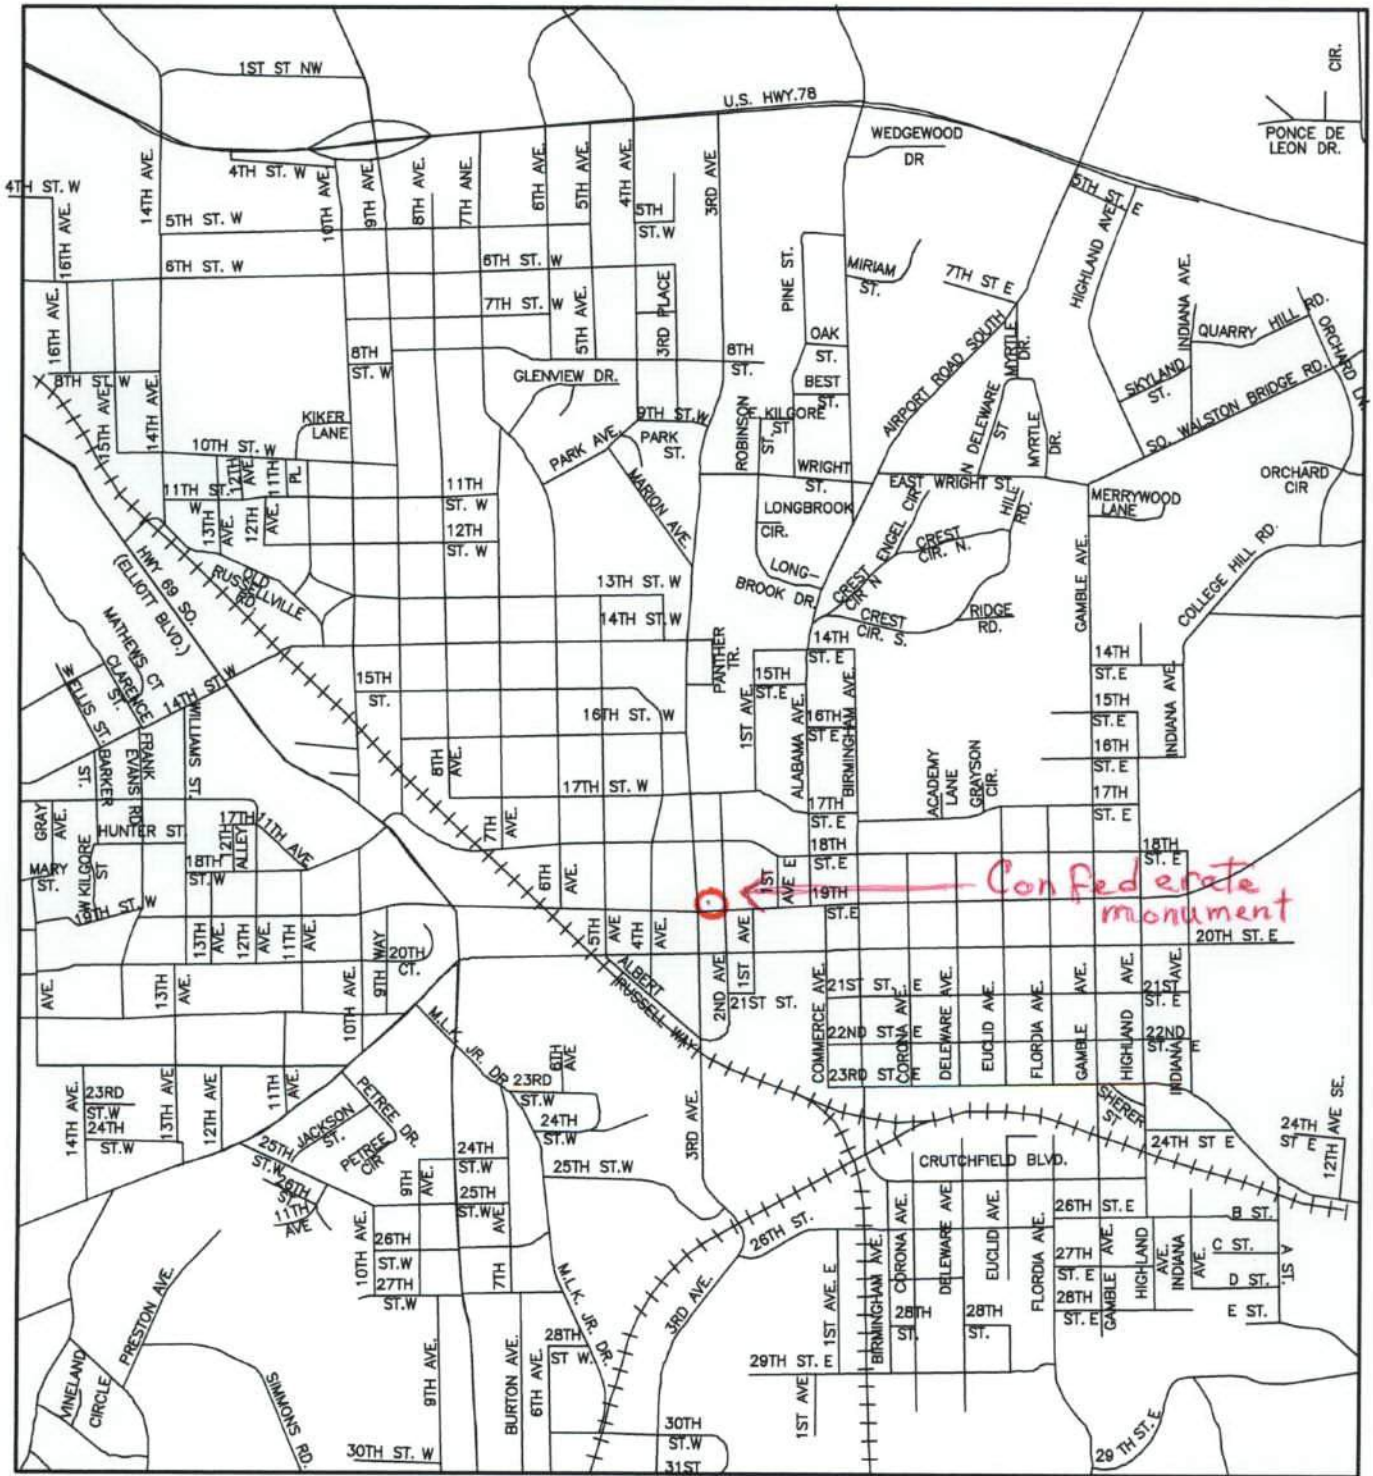 1ST ST NW
U.S. HWY.78
CIR.
PONCE DE
LEON DR.
WEDGEWOOD
DR
4TH ST. W
4TH ST. W
14TH AVE.
10TH AVE.
9TH AVE.
8TH AVE.
7TH ANE.
6TH AVE.
5TH AVE.
4TH AVE.
3RD AVE
16TH AVE.
5TH ST. W
5TH
ST.W
5TH ST. E
HIGHLAND AVE.
6TH ST. W
6TH ST. W
PINE ST.
MIRIAM
ST.
7TH ST E
INDIANA AVE.
16TH AVE.
7TH ST. W
5TH AVE.
3RD PLACE
OAK
ST.
AIRPORT ROAD SOUTH
MYRTLE
DR.
QUARRY HILL RD.
ORCHARD LN.
8TH ST. W
8TH
ST. W
8TH
ST.
GLENVIEW DR.
BEST
ST.
SKYLAND
ST.
SO. WALSTON BRIDGE RD.
15TH AVE.
14TH AVE.
KIKER
LANE
9TH ST.W
PARK AVE.
PARK
ST.
ROBINSON
ST.
E. KILGORE
ST
N DELEWARE
ST
MYRTLE
DR.
10TH ST. W
12TH
AVE.
11TH
PL.
MARION AVE.
WRIGHT
ST.
EAST WRIGHT ST.
ORCHARD
CIR
11TH ST.
W
11TH
ST. W
13TH
AVE.
12TH
AVE.
12TH
ST. W
LONGBROOK
CIR.
ENGEL CIR.
HILL
RD.
MERRYWOOD
LANE
HWY 69 SO.
(ELLIOTT BLVD.)
OLD
RUSSELLVILLE
RD.
13TH ST. W
LONG-
BROOK DR.
CREST
CIR. N.
CREST
CIR N
GAMBLE AVE.
COLLEGE HILL RD.
MATHEWS CT
CLARENCE
ST.
14TH ST.W
CREST
CIR. S.
RIDGE
RD.
W ELLIS ST.
14TH ST. W
PANTHER
TR.
14TH
ST. E
14TH
ST.E
15TH
ST.
15TH
ST.E
1ST AVE.
ALABAMA AVE.
BIRMINGHAM AVE.
15TH
ST. E
INDIANA AVE.
16TH ST. W
16TH
ST E
16TH
ST. E
BARKER
ST.
FRANK
EVANS RD.
WILLIAMS ST.
8TH
AVE.
17TH ST. W
ACADEMY
LANE
GRAYSON
CIR.
17TH
ST. E
17TH
ST. E
GRAY
AVE.
HUNTER ST.
17TH
12TH
ALLEY
11TH AVE
7TH
AVE.
18TH
ST.E
18TH
ST. E
MARY
ST.
W KILGORE
ST
18TH
ST.W
6TH
AVE.
1ST
AVE E
19TH
ST.E
Confederate
monument
19TH ST. W
13TH
AVE.
12TH
AVE.
11TH
AVE.
9TH WAY
20TH
CT.
5TH
AVE
4TH
AVE.
1ST AVE
20TH ST. E
AVE.
13TH
AVE.
10TH AVE.
ALBERT
RUSSELL WAY
2ND AVE
21ST ST.
COMMERCE AVE.
21ST ST. E
CORONA AVE.
DELEWARE AVE.
EUCLID AVE.
FLORDIA AVE.
GAMBLE
AVE.
HIGHLAND
AVE.
21ST
ST. E
INDIANA AVE.
22ND ST. E
22ND
ST. E
M.L.K. JR. DR
6TH
AVE
23RD ST.E
14TH AVE.
23RD
ST.W
24TH
ST.W
13TH AVE
12TH AVE
11TH
AVE.
PETREE DR.
23RD
ST.W
24TH
ST.W
3RD AVE.
SHERER
ST
24TH ST E
24TH
ST E
12TH AVE SE.
JACKSON
ST.
PETREE
CIR
25TH
ST.W
24TH
ST.W
25TH ST.W
CRUTCHFIELD BLVD.
26TH
ST
11TH
AVE
9TH
AVE.
25TH
ST.W
AVE.
26TH ST.
26TH ST. E
B ST.
10TH AVE.
26TH
ST.W
27TH
ST.W
7TH
M.L.K. JR. DR.
3RD AVE.
1ST AVE. E
BIRMINGHAM AVE.
CORONA AVE.
DELEWARE AVE.
EUCLID AVE.
FLORDIA AVE.
27TH
ST. E
28TH
ST. E
GAMBLE
AVE.
HIGHLAND
AVE.
INDIANA
AVE.
C ST.
D ST.
E ST.
A ST.
PRESTON AVE.
VINELAND
CIRCLE
SIMMONS RD.
9TH AVE.
BURTON AVE.
6TH AVE.
28TH
ST W.
28TH
ST.
28TH
ST.
29TH ST. E
1ST AVE
30TH ST. W
30TH
ST.W
31ST
29 TH ST. E